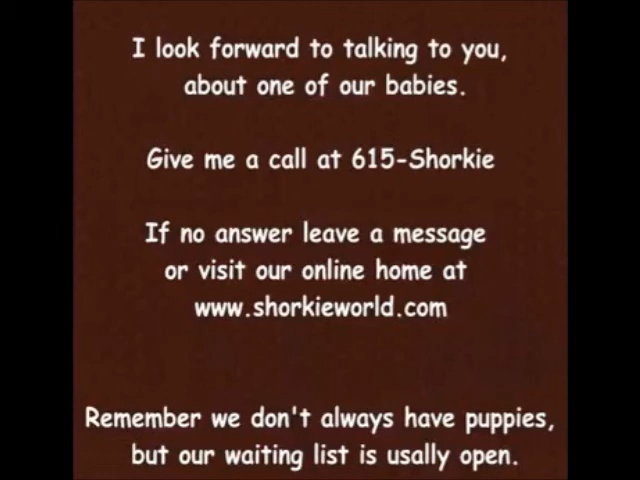 I look forward to talking to you,
about one of our babies.
Give me a call at 615-Shorkie
If no answer leave a message
or visit our online home at
www.shorkieworld.com
Remember we don't always have puppies,
but our waiting list is usally open.